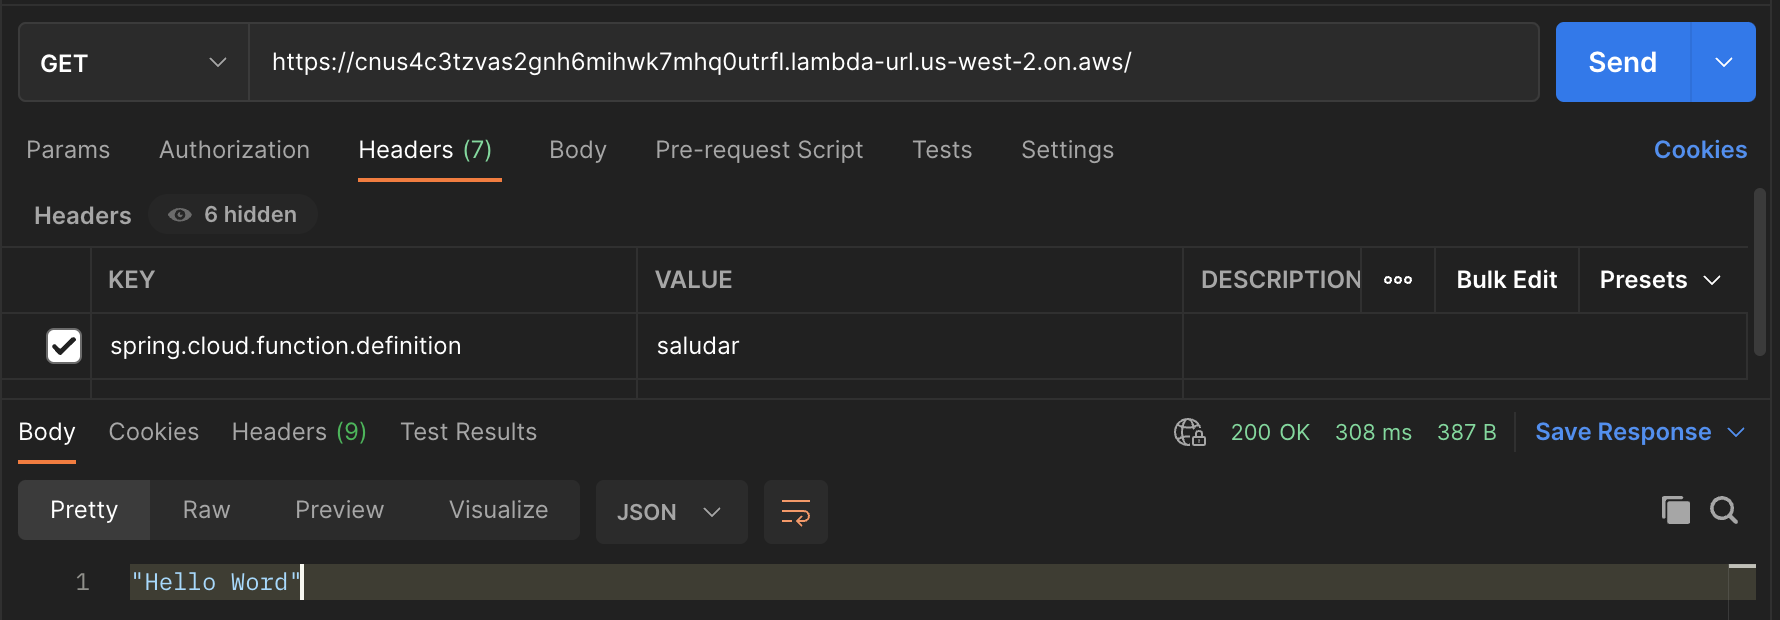 GET https://cnus4c3tzvas2gnh6mihwk7mhq0utrfl.lambda-url.us-west-2.on.aws/ Send
Params Authorization Headers (7) Body Pre-request Script Tests Settings Cookies
Headers 6 hidden
KEY VALUE DESCRIPTION Bulk Edit Presets
spring.cloud.function.definition saludar
Body Cookies Headers (9) Test Results 200 OK 308 ms 387 B Save Response
Pretty Raw Preview Visualize JSON
1 "Hello Word"